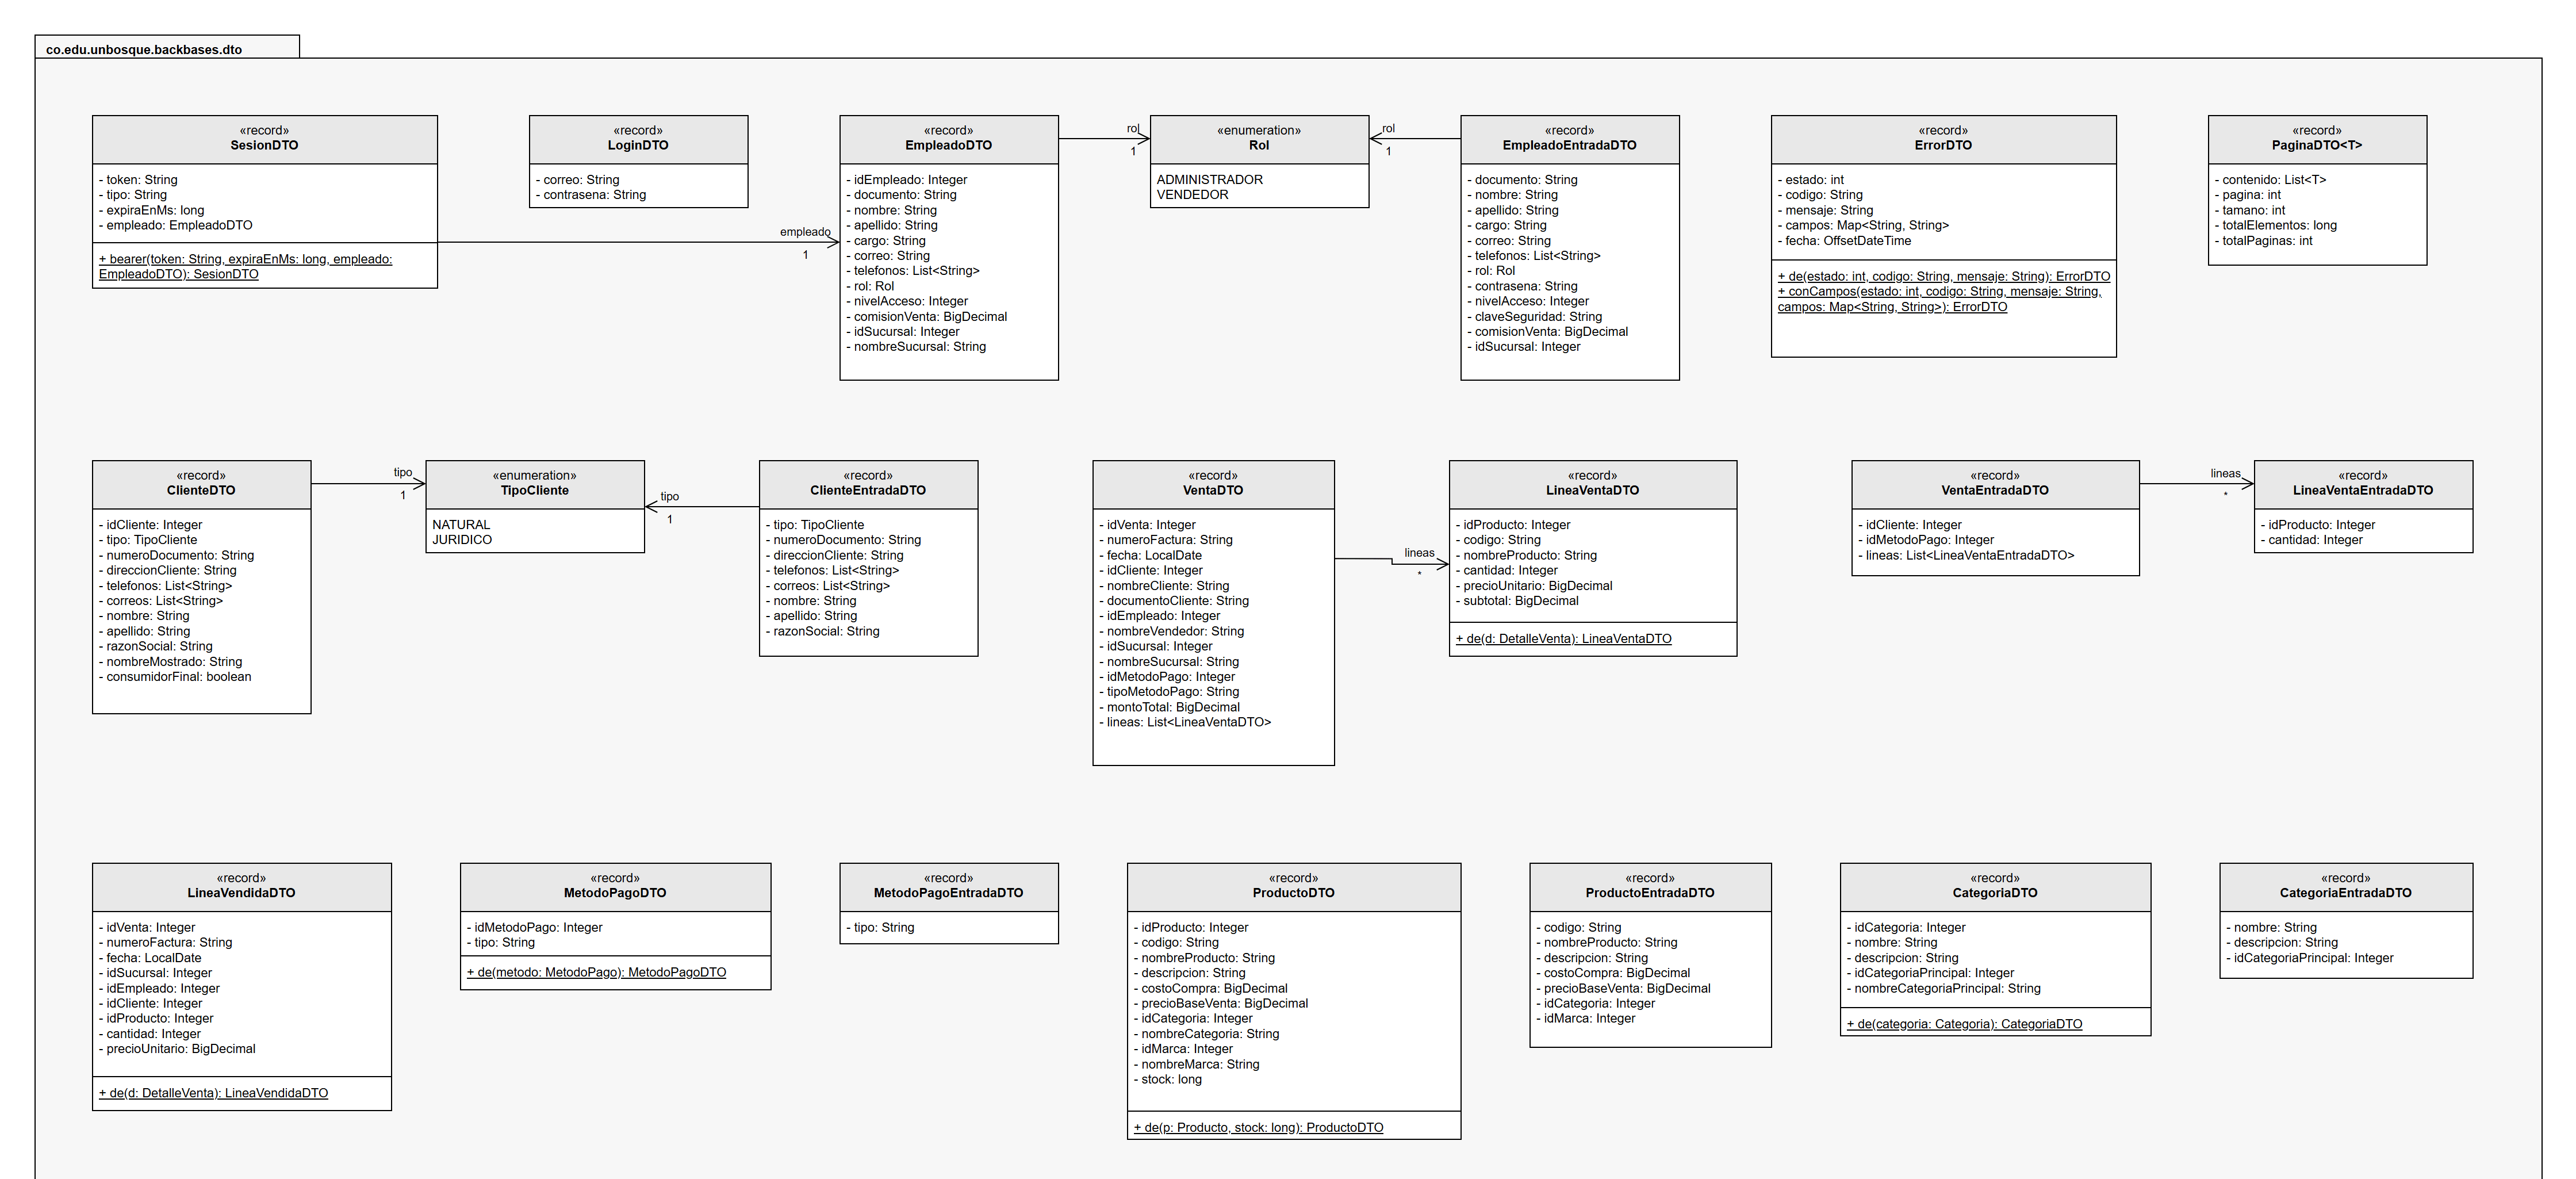 co.edu.unbosque.backbases.dto
«record»
SesionDTO
- token: String
- tipo: String
- expiraEnMs: long
- empleado: EmpleadoDTO
+ bearer(token: String, expiraEnMs: long, empleado:
EmpleadoDTO): SesionDTO
«record»
LoginDTO
- correo: String
- contrasena: String
empleado
1
«record»
EmpleadoDTO
- idEmpleado: Integer
- documento: String
- nombre: String
- apellido: String
- cargo: String
- correo: String
- telefonos: List<String>
- rol: Rol
- nivelAcceso: Integer
- comisionVenta: BigDecimal
- idSucursal: Integer
- nombreSucursal: String
rol
1
«enumeration»
Rol
ADMINISTRADOR
VENDEDOR
rol
1
«record»
EmpleadoEntradaDTO
- documento: String
- nombre: String
- apellido: String
- cargo: String
- correo: String
- telefonos: List<String>
- rol: Rol
- contrasena: String
- nivelAcceso: Integer
- claveSeguridad: String
- comisionVenta: BigDecimal
- idSucursal: Integer
«record»
ErrorDTO
- estado: int
- codigo: String
- mensaje: String
- campos: Map<String, String>
- fecha: OffsetDateTime
+ de(estado: int, codigo: String, mensaje: String): ErrorDTO
+ conCampos(estado: int, codigo: String, mensaje: String,
campos: Map<String, String>): ErrorDTO
«record»
PaginaDTO<T>
- contenido: List<T>
- pagina: int
- tamano: int
- totalElementos: long
- totalPaginas: int
«record»
ClienteDTO
- idCliente: Integer
- tipo: TipoCliente
- numeroDocumento: String
- direccionCliente: String
- telefonos: List<String>
- correos: List<String>
- nombre: String
- apellido: String
- razonSocial: String
- nombreMostrado: String
- consumidorFinal: boolean
tipo
1
«enumeration»
TipoCliente
NATURAL
JURIDICO
tipo
1
«record»
ClienteEntradaDTO
- tipo: TipoCliente
- numeroDocumento: String
- direccionCliente: String
- telefonos: List<String>
- correos: List<String>
- nombre: String
- apellido: String
- razonSocial: String
«record»
VentaDTO
- idVenta: Integer
- numeroFactura: String
- fecha: LocalDate
- idCliente: Integer
- nombreCliente: String
- documentoCliente: String
- idEmpleado: Integer
- nombreVendedor: String
- idSucursal: Integer
- nombreSucursal: String
- idMetodoPago: Integer
- tipoMetodoPago: String
- montoTotal: BigDecimal
- lineas: List<LineaVentaDTO>
lineas
*
«record»
LineaVentaDTO
- idProducto: Integer
- codigo: String
- nombreProducto: String
- cantidad: Integer
- precioUnitario: BigDecimal
- subtotal: BigDecimal
+ de(d: DetalleVenta): LineaVentaDTO
«record»
VentaEntradaDTO
- idCliente: Integer
- idMetodoPago: Integer
- lineas: List<LineaVentaEntradaDTO>
lineas
*
«record»
LineaVentaEntradaDTO
- idProducto: Integer
- cantidad: Integer
«record»
LineaVendidaDTO
- idVenta: Integer
- numeroFactura: String
- fecha: LocalDate
- idSucursal: Integer
- idEmpleado: Integer
- idCliente: Integer
- idProducto: Integer
- cantidad: Integer
- precioUnitario: BigDecimal
+ de(d: DetalleVenta): LineaVendidaDTO
«record»
MetodoPagoDTO
- idMetodoPago: Integer
- tipo: String
+ de(metodo: MetodoPago): MetodoPagoDTO
«record»
MetodoPagoEntradaDTO
- tipo: String
«record»
ProductoDTO
- idProducto: Integer
- codigo: String
- nombreProducto: String
- descripcion: String
- costoCompra: BigDecimal
- precioBaseVenta: BigDecimal
- idCategoria: Integer
- nombreCategoria: String
- idMarca: Integer
- nombreMarca: String
- stock: long
+ de(p: Producto, stock: long): ProductoDTO
«record»
ProductoEntradaDTO
- codigo: String
- nombreProducto: String
- descripcion: String
- costoCompra: BigDecimal
- precioBaseVenta: BigDecimal
- idCategoria: Integer
- idMarca: Integer
«record»
CategoriaDTO
- idCategoria: Integer
- nombre: String
- descripcion: String
- idCategoriaPrincipal: Integer
- nombreCategoriaPrincipal: String
+ de(categoria: Categoria): CategoriaDTO
«record»
CategoriaEntradaDTO
- nombre: String
- descripcion: String
- idCategoriaPrincipal: Integer